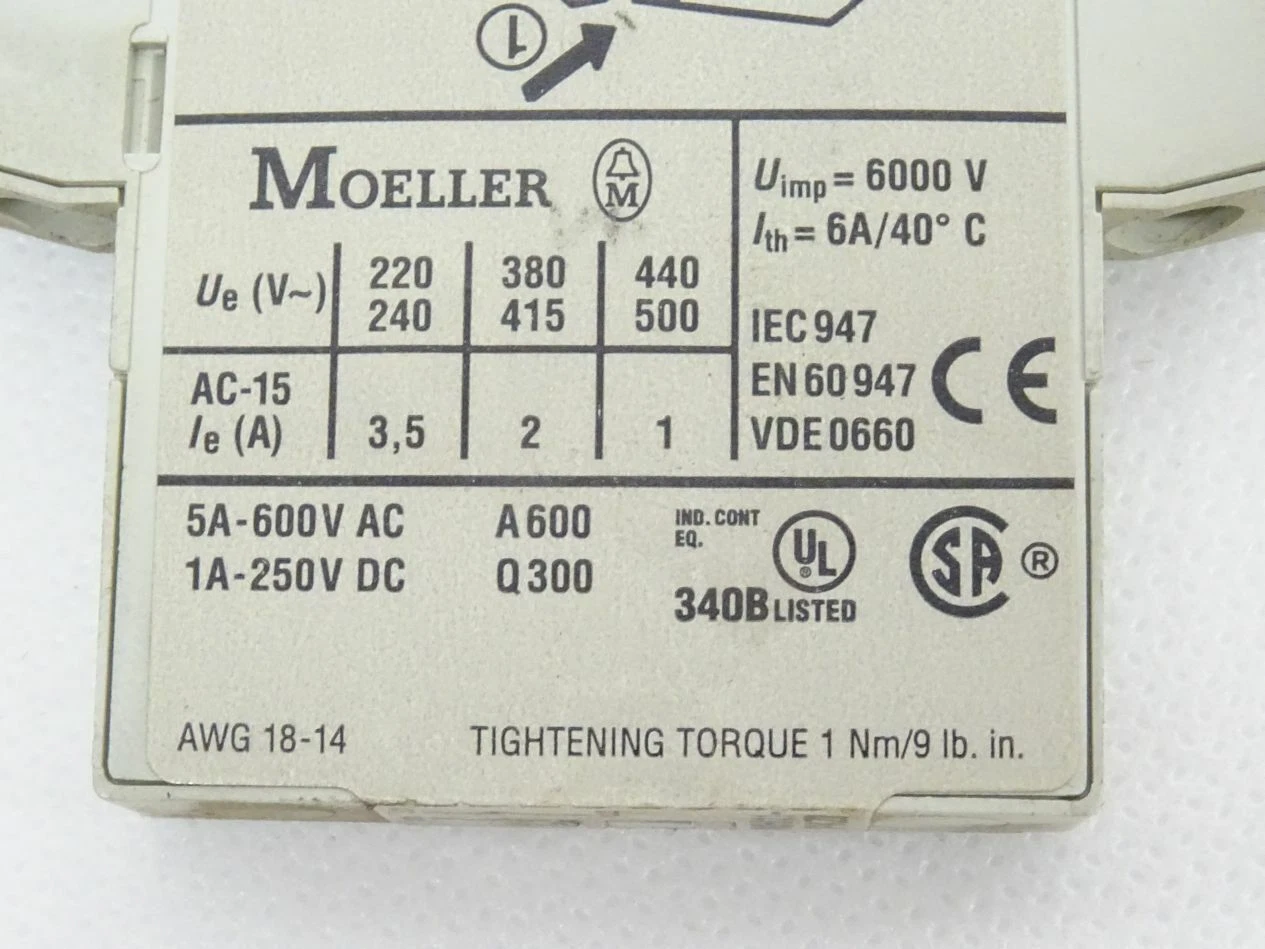 1
MOELLER M
Uimp = 6000 V
Ith = 6A/40° C
Ue (V~) 220 240 380 415 440 500
AC-15
Ie (A) 3,5 2 1
IEC 947
EN 60 947
VDE 0660
CE
5A-600V AC A 600
1A-250V DC Q 300
IND. CONT
EQ.
340B
UL ®
LISTED
SA ®
AWG 18-14 TIGHTENING TORQUE 1 Nm/9 lb. in.